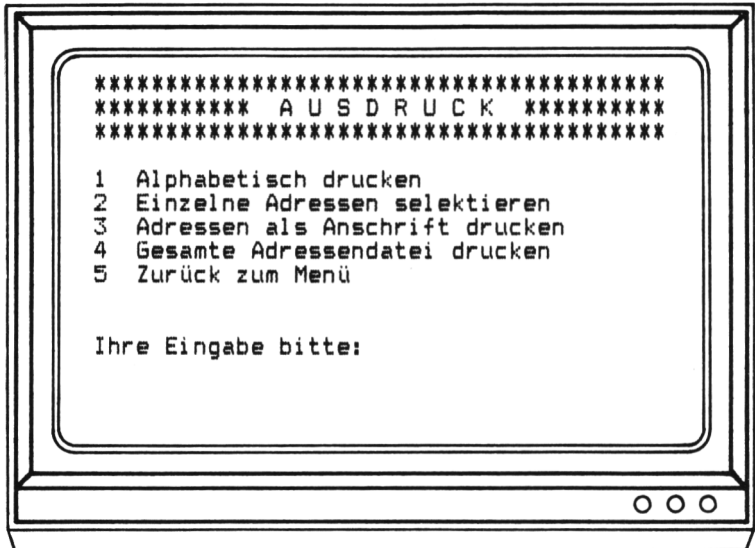 ****************************************
*********** A U S D R U C K **********
****************************************
1 Alphabetisch drucken
2 Einzelne Adressen selektieren
3 Adressen als Anschrift drucken
4 Gesamte Adressendatei drucken
5 Zurück zum Menü
Ihre Eingabe bitte: